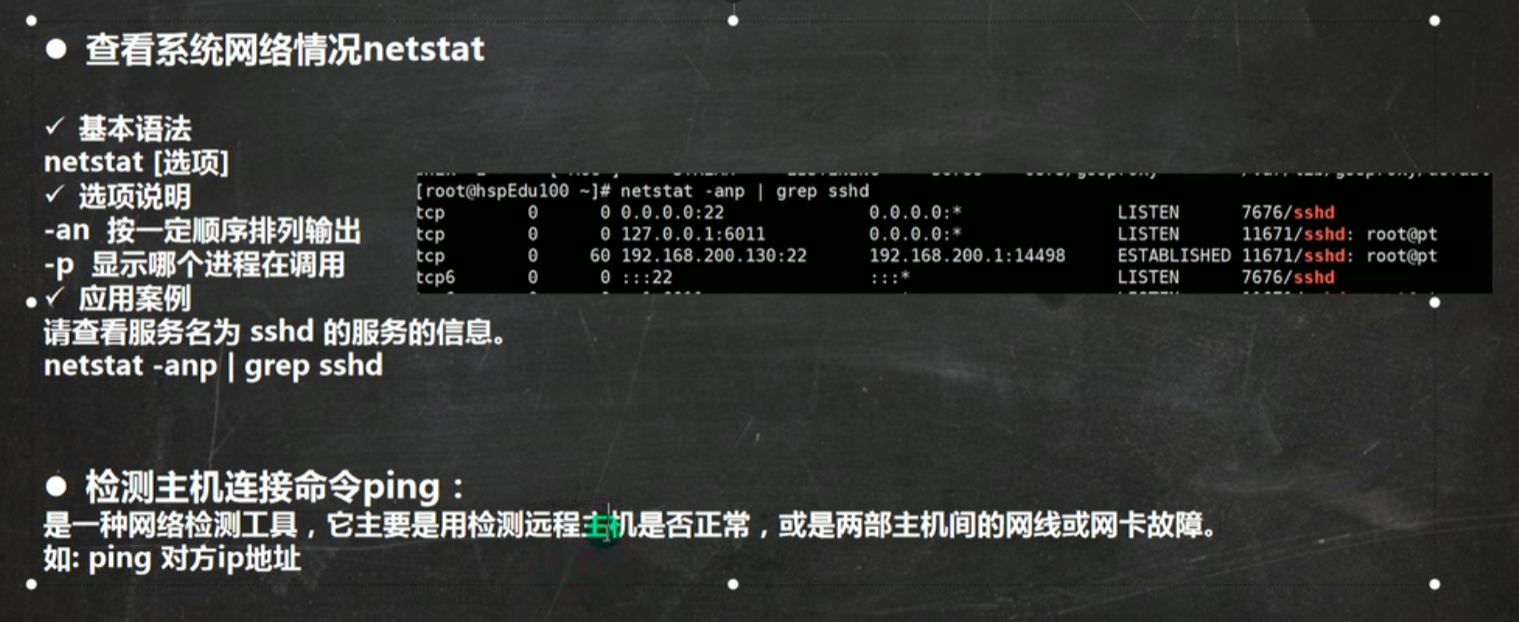 ● 查看系统网络情况netstat
✓ 基本语法
netstat [选项]
✓ 选项说明
-an 按一定顺序排列输出
-p 显示哪个进程在调用
✓ 应用案例
请查看服务名为 sshd 的服务的信息。
netstat -anp | grep sshd
[root@hspEdu100 ~]# netstat -anp | grep sshd
tcp 0 0 0.0.0.0:22 0.0.0.0:* LISTEN 7676/sshd
tcp 0 0 127.0.0.1:6011 0.0.0.0:* LISTEN 11671/sshd: root@pt
tcp 0 60 192.168.200.130:22 192.168.200.1:14498 ESTABLISHED 11671/sshd: root@pt
tcp6 0 0 :::22 :::* LISTEN 7676/sshd
● 检测主机连接命令ping：
是一种网络检测工具，它主要是用检测远程主机是否正常，或是两部主机间的网线或网卡故障。
如: ping 对方ip地址